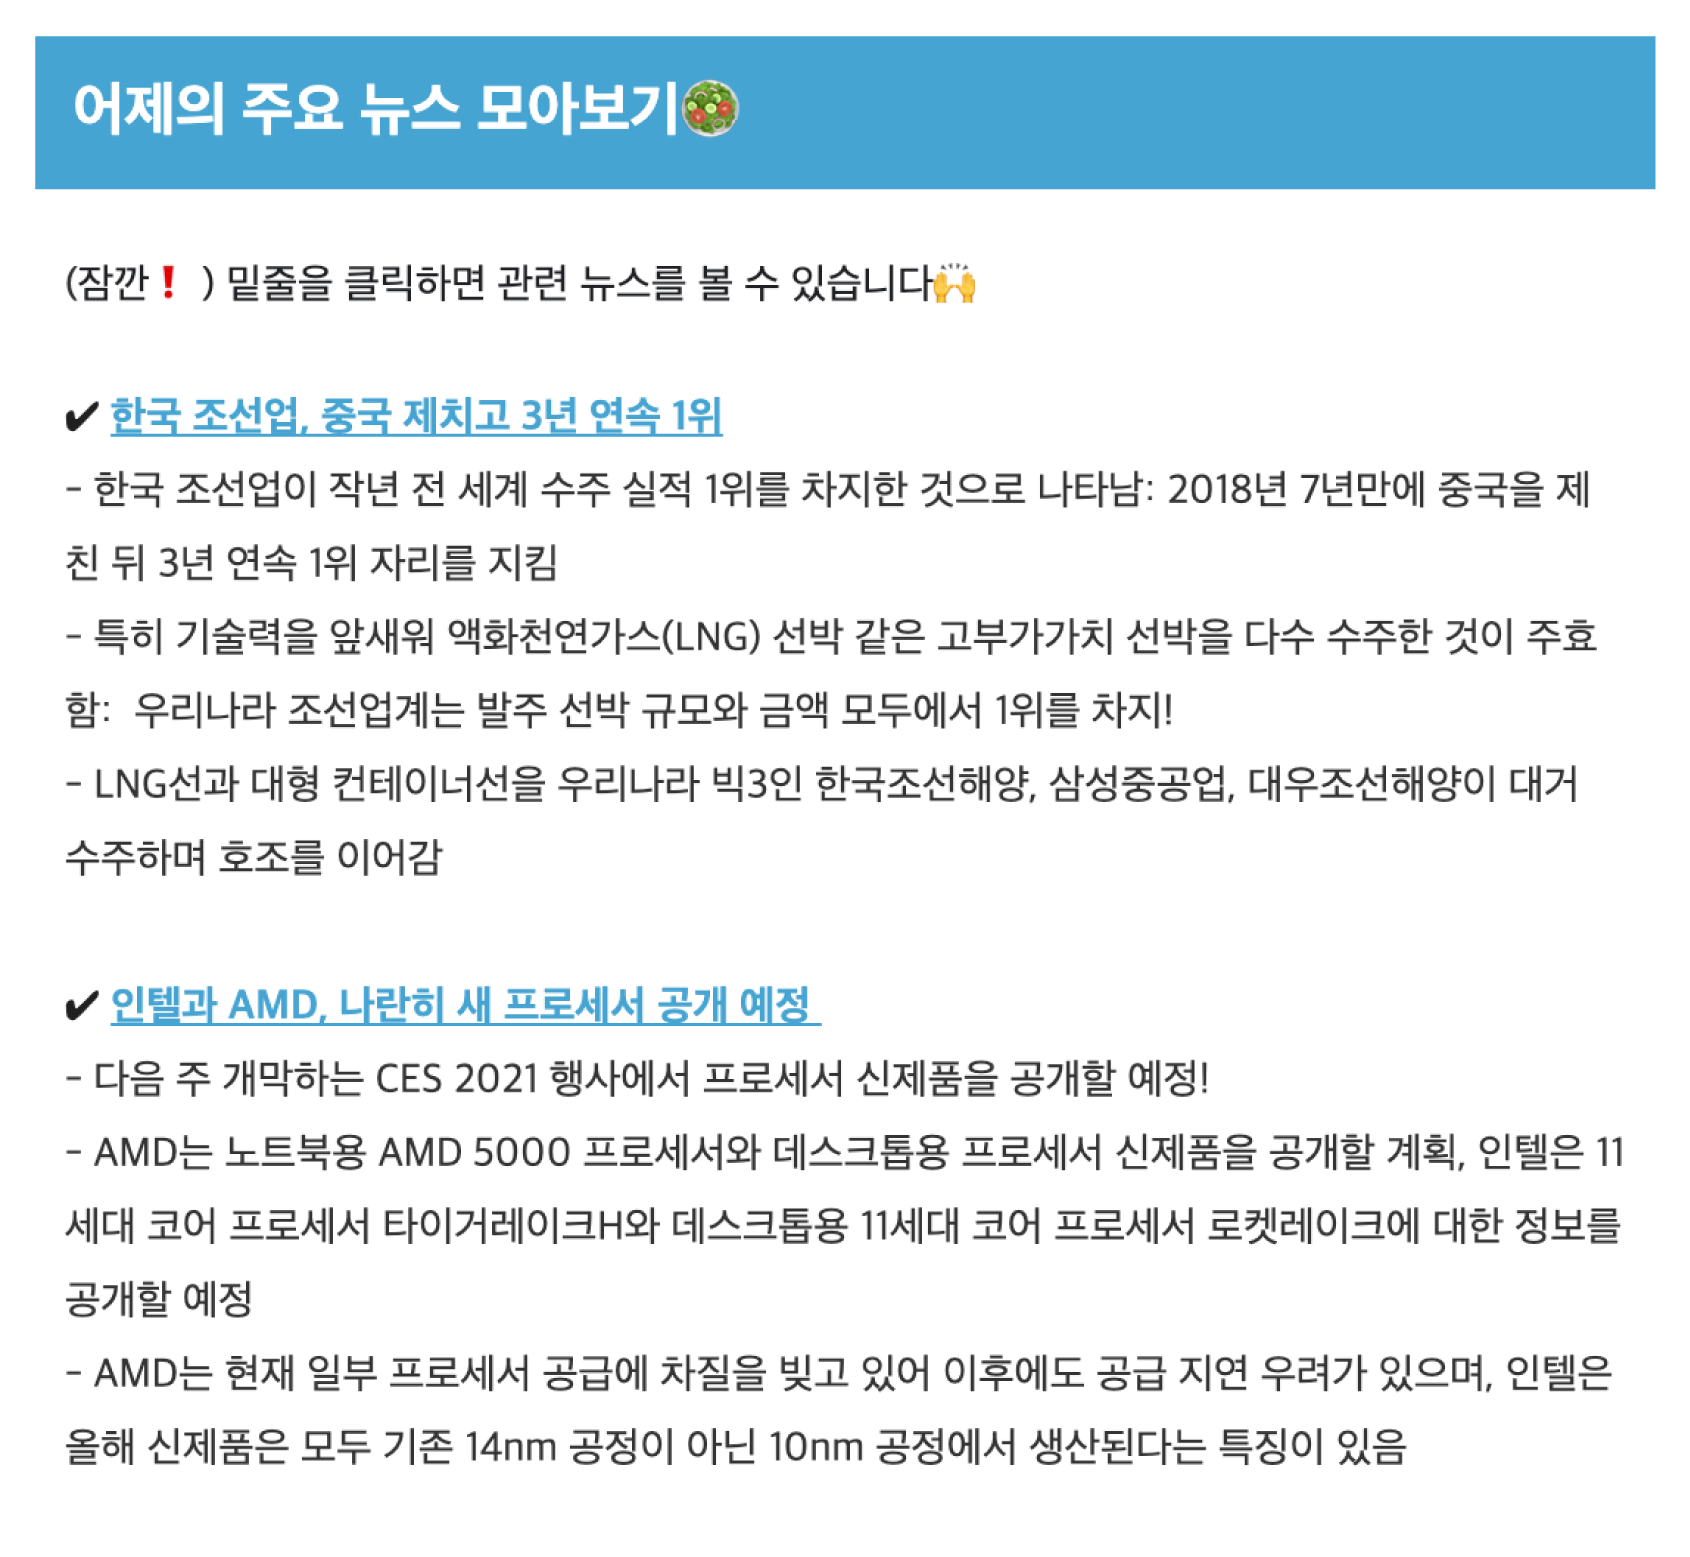 어제의 주요 뉴스 모아보기🥗
(잠깐❗ ) 밑줄을 클릭하면 관련 뉴스를 볼 수 있습니다🙌
✔ 한국 조선업, 중국 제치고 3년 연속 1위
- 한국 조선업이 작년 전 세계 수주 실적 1위를 차지한 것으로 나타남: 2018년 7년만에 중국을 제
친 뒤 3년 연속 1위 자리를 지킴
- 특히 기술력을 앞새워 액화천연가스(LNG) 선박 같은 고부가가치 선박을 다수 수주한 것이 주효
함:  우리나라 조선업계는 발주 선박 규모와 금액 모두에서 1위를 차지!
- LNG선과 대형 컨테이너선을 우리나라 빅3인 한국조선해양, 삼성중공업, 대우조선해양이 대거
수주하며 호조를 이어감
✔ 인텔과 AMD, 나란히 새 프로세서 공개 예정
- 다음 주 개막하는 CES 2021 행사에서 프로세서 신제품을 공개할 예정!
- AMD는 노트북용 AMD 5000 프로세서와 데스크톱용 프로세서 신제품을 공개할 계획, 인텔은 11
세대 코어 프로세서 타이거레이크H와 데스크톱용 11세대 코어 프로세서 로켓레이크에 대한 정보를
공개할 예정
- AMD는 현재 일부 프로세서 공급에 차질을 빚고 있어 이후에도 공급 지연 우려가 있으며, 인텔은
올해 신제품은 모두 기존 14nm 공정이 아닌 10nm 공정에서 생산된다는 특징이 있음